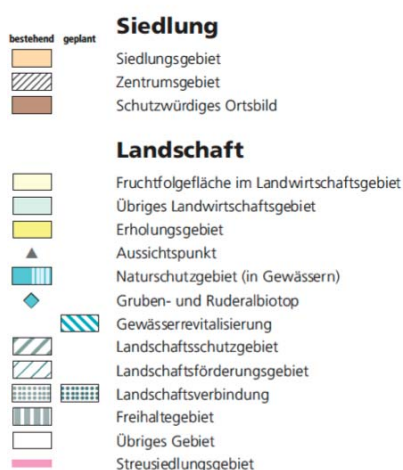 Siedlung
bestehend geplant
Siedlungsgebiet
Zentrumsgebiet
Schutzwürdiges Ortsbild
Landschaft
Fruchtfolgefläche im Landwirtschaftsgebiet
Übriges Landwirtschaftsgebiet
Erholungsgebiet
Aussichtspunkt
Naturschutzgebiet (in Gewässern)
Gruben- und Ruderalbiotop
Gewässerrevitalisierung
Landschaftsschutzgebiet
Landschaftsförderungsgebiet
Landschaftsverbindung
Freihaltegebiet
Übriges Gebiet
Streusiedlungsgebiet